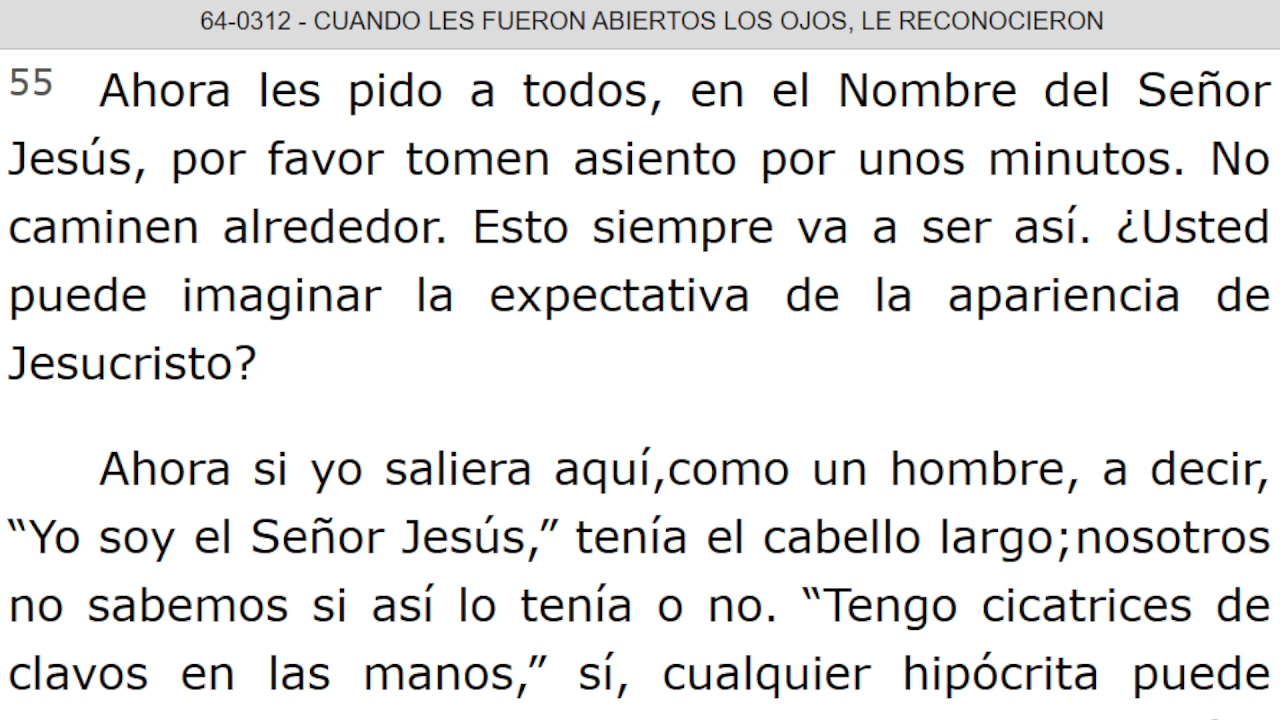 64-0312 - CUANDO LES FUERON ABIERTOS LOS OJOS, LE RECONOCIERON
55 Ahora les pido a todos, en el Nombre del Señor
Jesús, por favor tomen asiento por unos minutos. No
caminen alrededor. Esto siempre va a ser así. ¿Usted
puede imaginar la expectativa de la apariencia de
Jesucristo?
Ahora si yo saliera aquí,como un hombre, a decir,
“Yo soy el Señor Jesús,” tenía el cabello largo;nosotros
no sabemos si así lo tenía o no. “Tengo cicatrices de
clavos en las manos,” sí, cualquier hipócrita puede